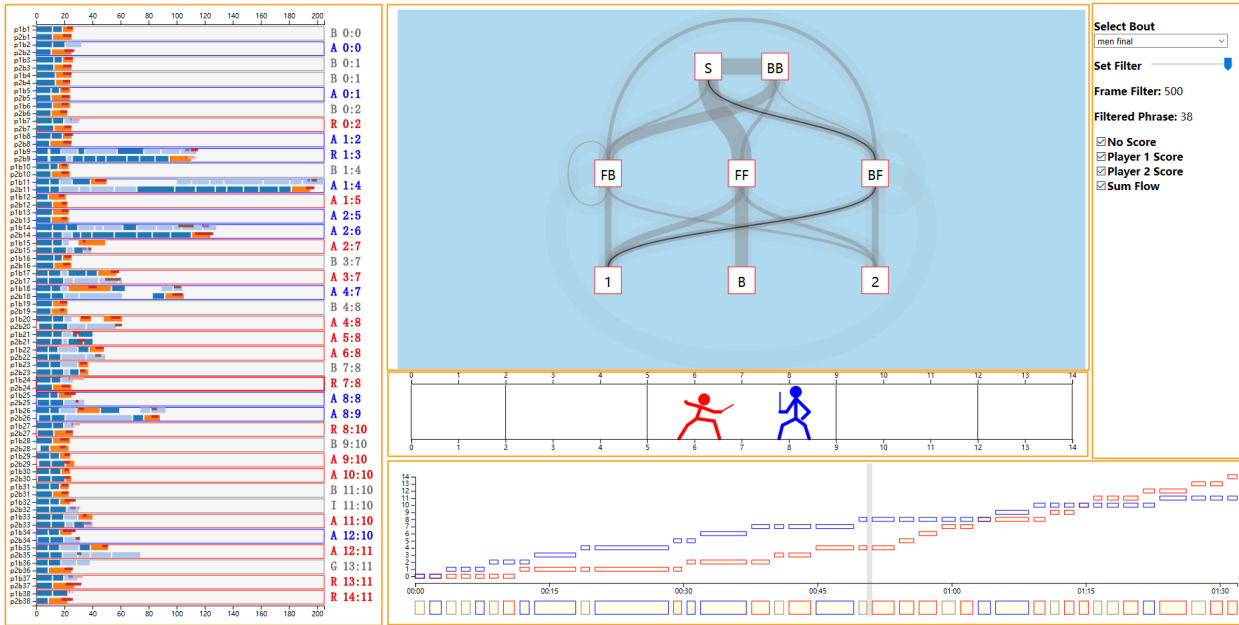 0 20 40 60 80 100 120 140 160 180 200
p1b1
p2b1
B 0:0
p1b2
p2b2
A 0:0
p1b3
p2b3
B 0:1
p1b4
p2b4
B 0:1
p1b5
p2b5
A 0:1
p1b6
p2b6
B 0:2
p1b7
p2b7
R 0:2
p1b8
p2b8
A 1:2
p1b9
p2b9
R 1:3
p1b10
p2b10
B 1:4
p1b11
p2b11
A 1:4
p1b12
p2b12
A 1:5
p1b13
p2b13
A 2:5
p1b14
p2b14
A 2:6
p1b15
p2b15
A 2:7
p1b16
p2b16
B 3:7
p1b17
p2b17
A 3:7
p1b18
p2b18
A 4:7
p1b19
p2b19
B 4:8
p1b20
p2b20
A 4:8
p1b21
p2b21
A 5:8
p1b22
p2b22
A 6:8
p1b23
p2b23
B 7:8
p1b24
p2b24
R 7:8
p1b25
p2b25
A 8:8
p1b26
p2b26
A 8:9
p1b27
p2b27
R 8:10
p1b28
p2b28
B 9:10
p1b29
p2b29
A 9:10
p1b30
p2b30
A 10:10
p1b31
p2b31
B 11:10
p1b32
p2b32
I 11:10
p1b33
p2b33
A 11:10
p1b34
p2b34
A 12:10
p1b35
p2b35
A 12:11
p1b36
p2b36
G 13:11
p1b37
p2b37
R 13:11
p1b38
p2b38
R 14:11
0 20 40 60 80 100 120 140 160 180 200
S BB
FB FF BF
1 B 2
0 1 2 3 4 5 6 7 8 9 10 11 12 13 14
0 1 2 3 4 5 6 7 8 9 10 11 12 13 14
14
13
12
11
10
9
8
7
6
5
4
3
2
1
0
00:00 00:15 00:30 00:45 01:00 01:15 01:30
Select Bout
men final
Set Filter
Frame Filter: 500
Filtered Phrase: 38
No Score
Player 1 Score
Player 2 Score
Sum Flow